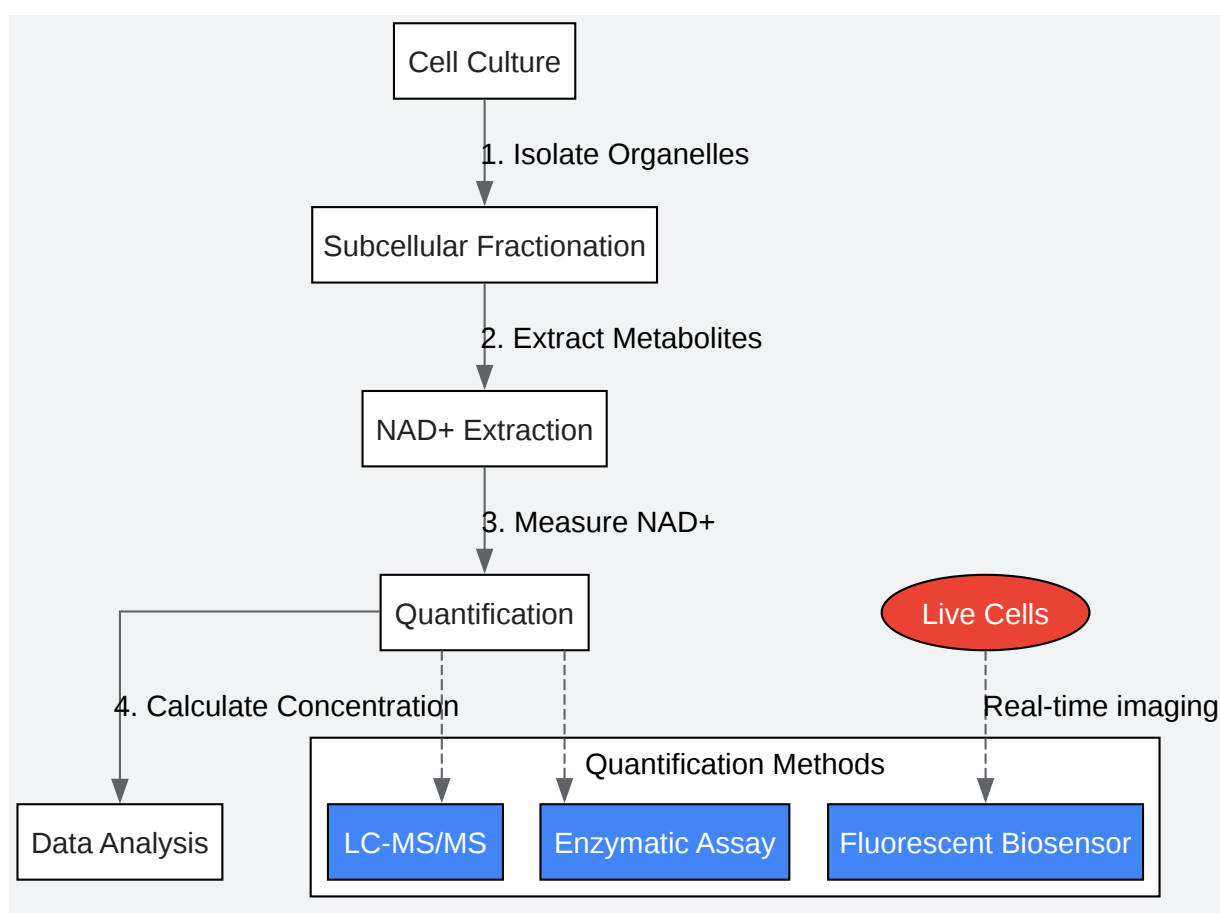 Cell Culture
1. Isolate Organelles
Subcellular Fractionation
2. Extract Metabolites
NAD+ Extraction
3. Measure NAD+
Quantification
Live Cells
4. Calculate Concentration
Real-time imaging
Quantification Methods
Data Analysis
LC-MS/MS
Enzymatic Assay
Fluorescent Biosensor